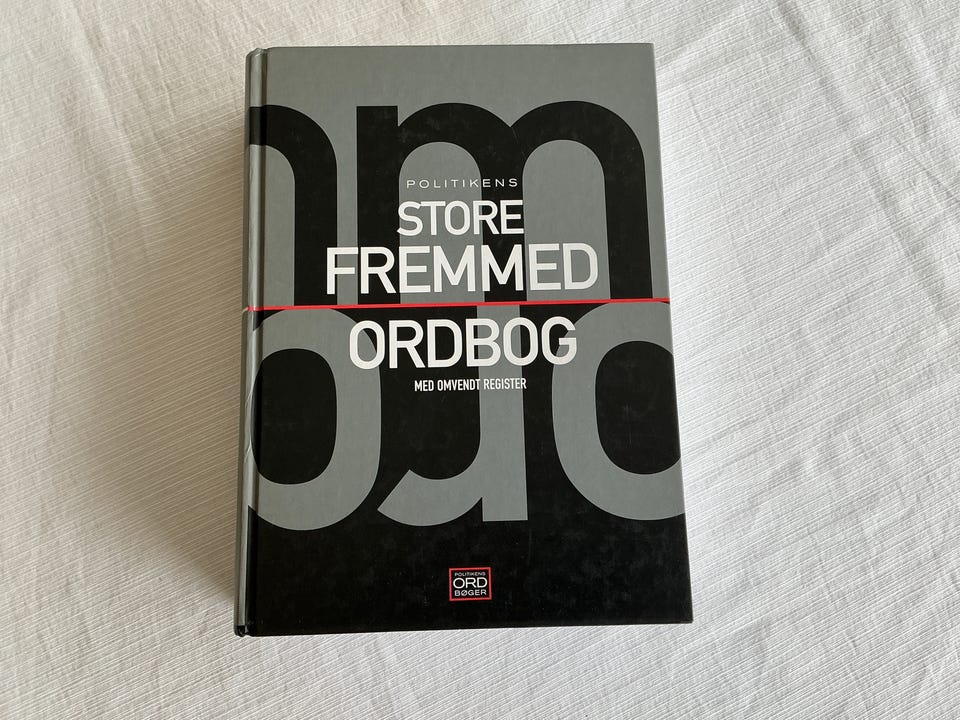 POLITIKENS
STORE
FREMMED
ORDBOG
MED OMVENDT REGISTER
POLITIKENS
ORD
BØGER